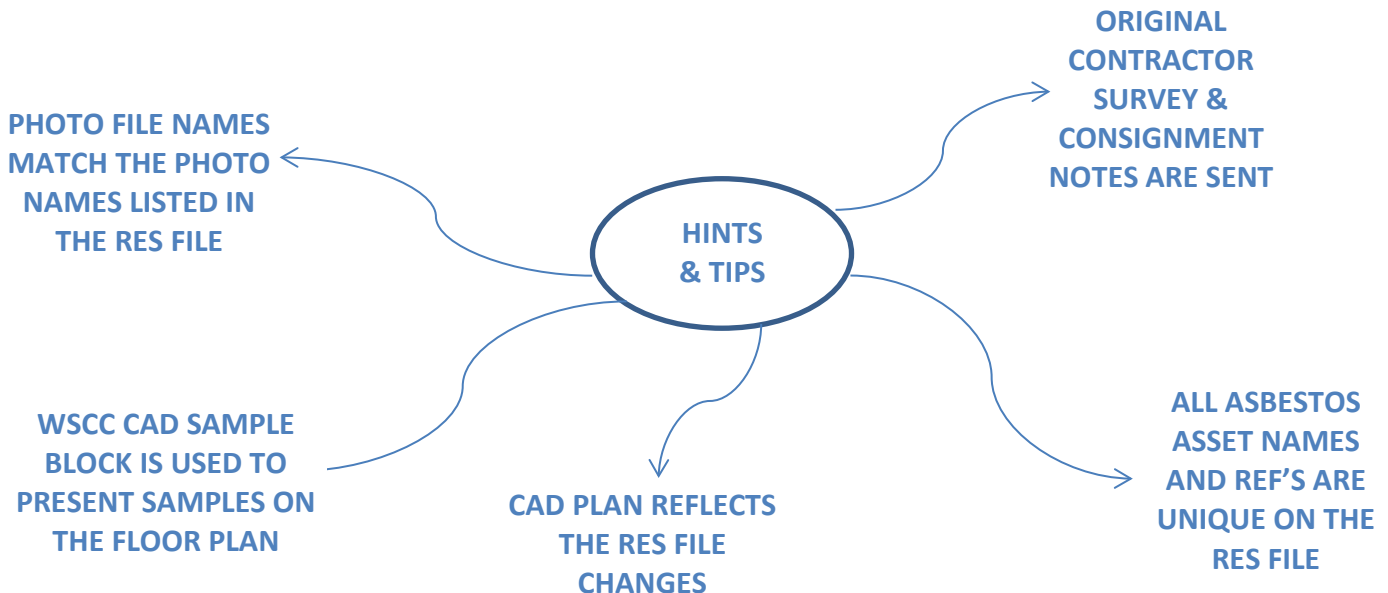 ORIGINAL
CONTRACTOR
SURVEY &
CONSIGNMENT
NOTES ARE SENT
PHOTO FILE NAMES
MATCH THE PHOTO
NAMES LISTED IN
THE RES FILE
HINTS
& TIPS
WSCC CAD SAMPLE
BLOCK IS USED TO
PRESENT SAMPLES ON
THE FLOOR PLAN
CAD PLAN REFLECTS
THE RES FILE
CHANGES
ALL ASBESTOS
ASSET NAMES
AND REF’S ARE
UNIQUE ON THE
RES FILE